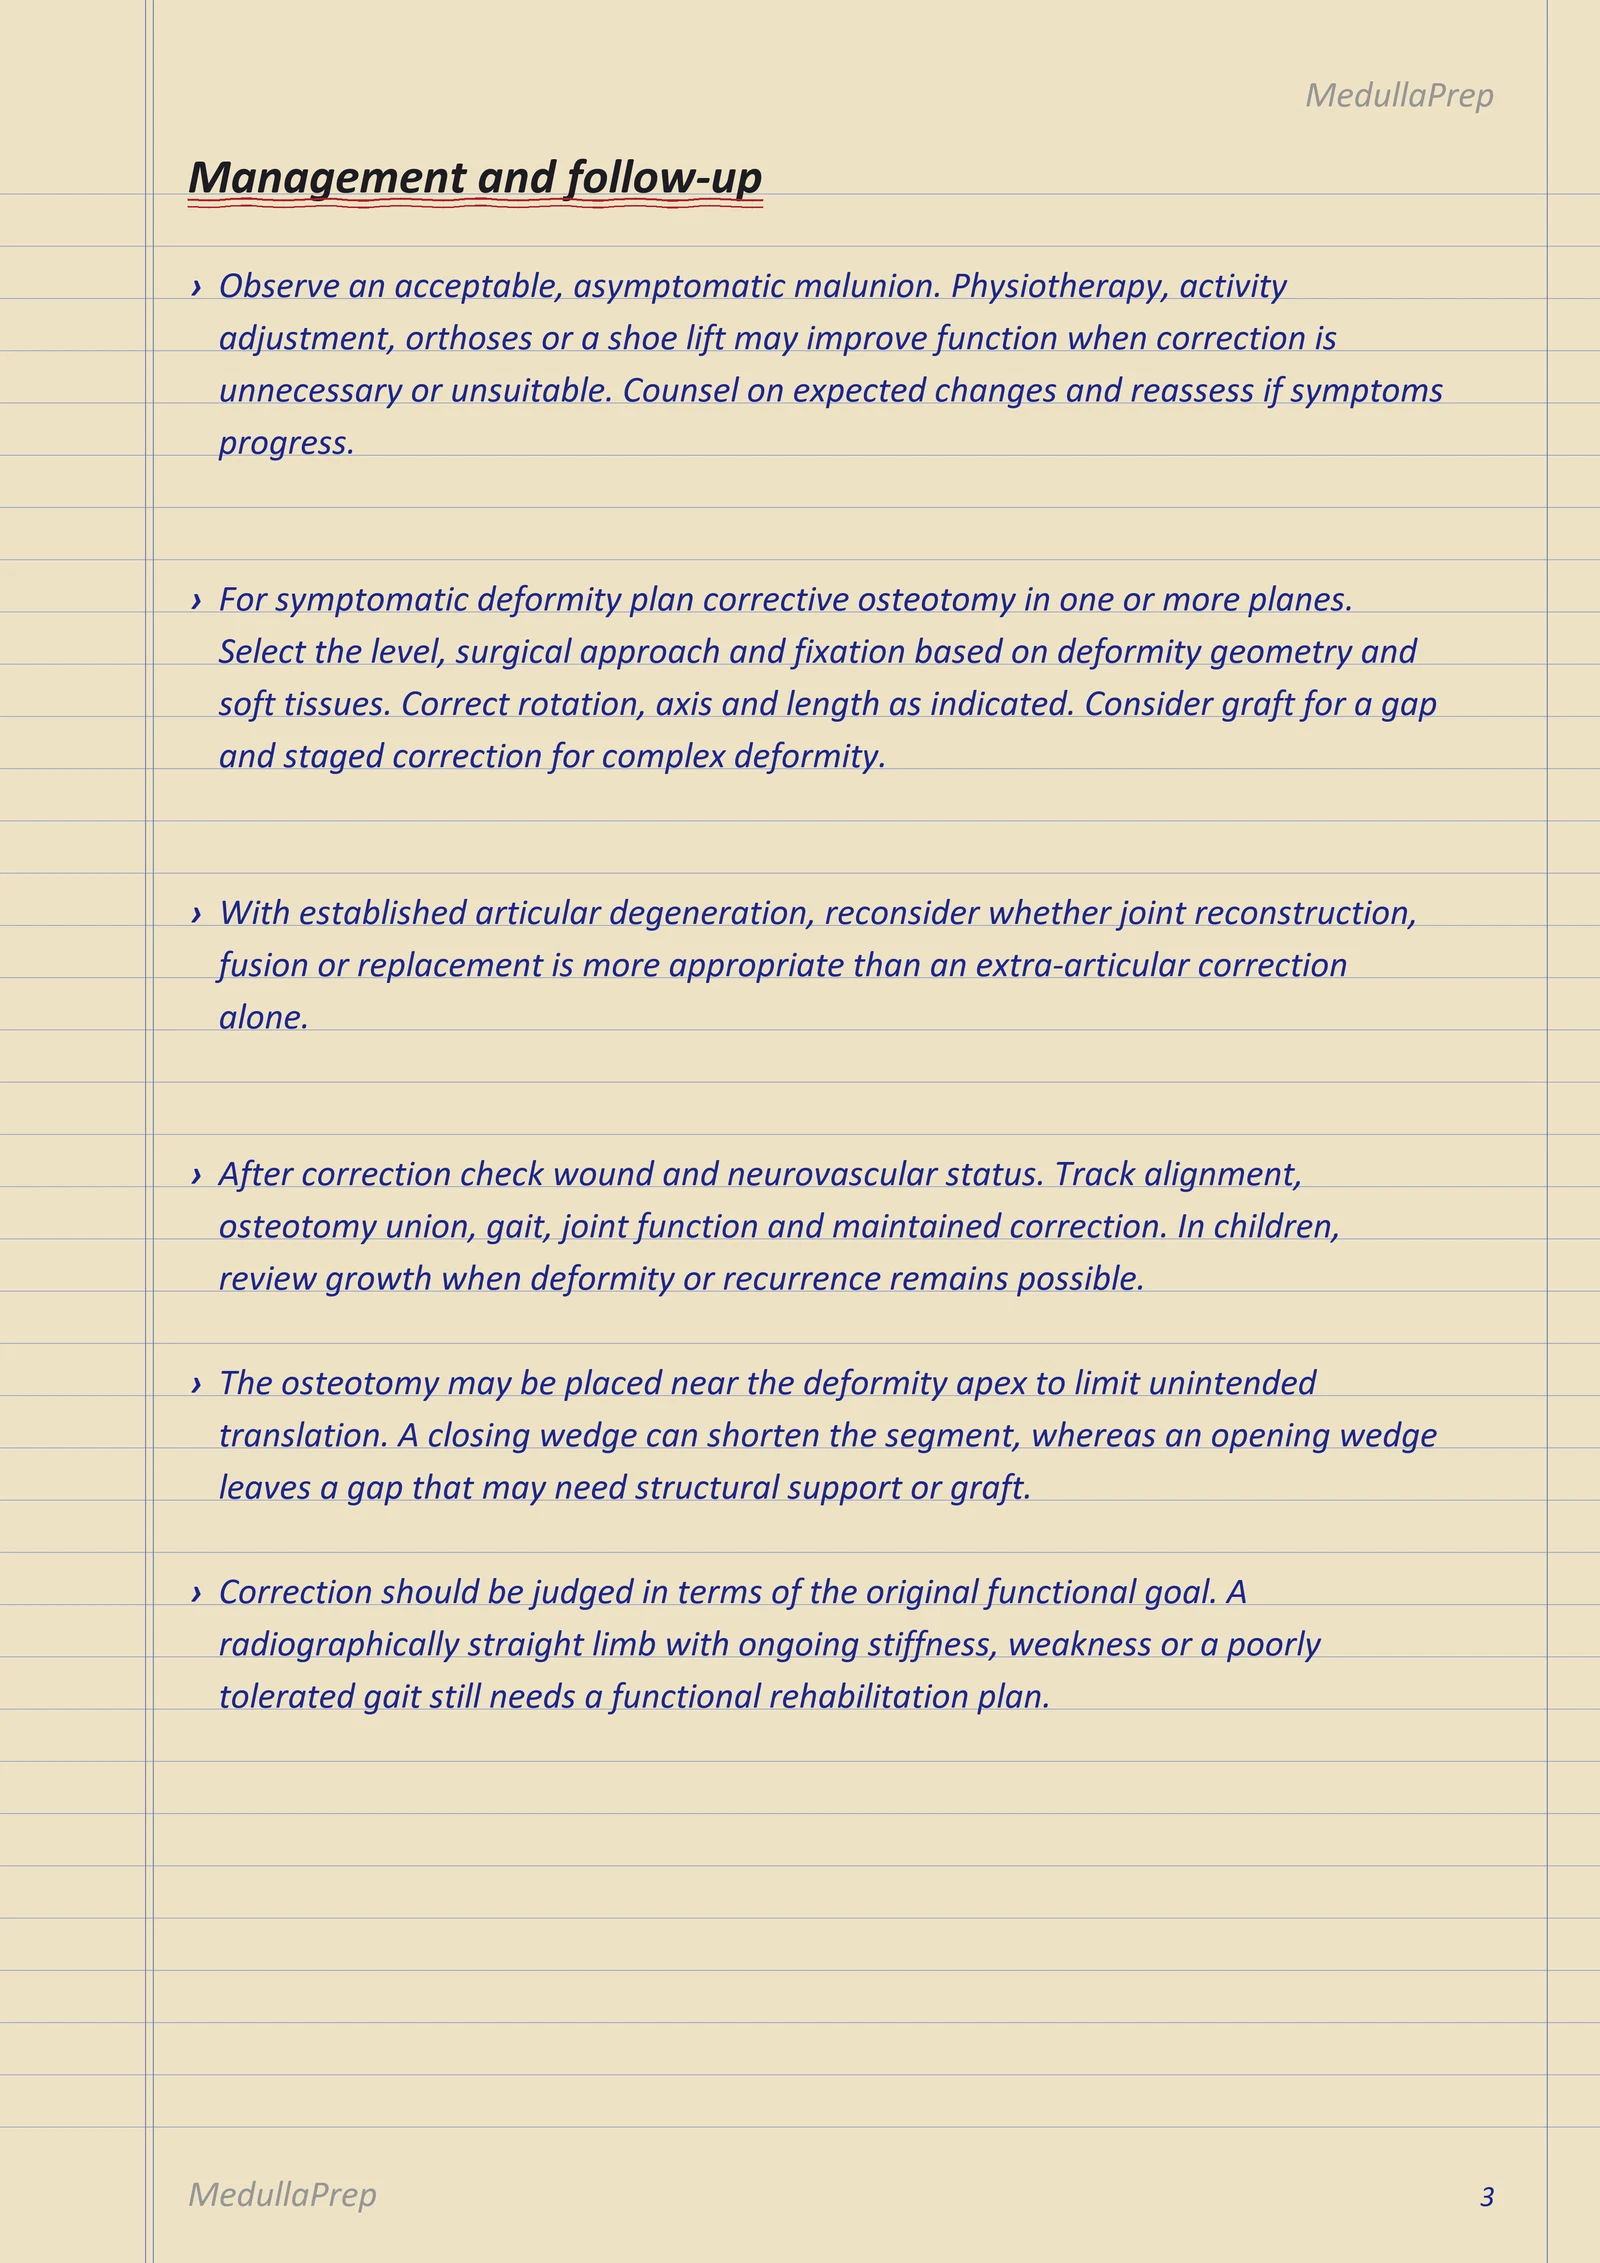 MedullaPrep
Management and follow-up
› Observe an acceptable, asymptomatic malunion. Physiotherapy, activity
adjustment, orthoses or a shoe lift may improve function when correction is
unnecessary or unsuitable. Counsel on expected changes and reassess if symptoms
progress.
› For symptomatic deformity plan corrective osteotomy in one or more planes.
Select the level, surgical approach and fixation based on deformity geometry and
soft tissues. Correct rotation, axis and length as indicated. Consider graft for a gap
and staged correction for complex deformity.
› With established articular degeneration, reconsider whether joint reconstruction,
fusion or replacement is more appropriate than an extra-articular correction
alone.
› After correction check wound and neurovascular status. Track alignment,
osteotomy union, gait, joint function and maintained correction. In children,
review growth when deformity or recurrence remains possible.
› The osteotomy may be placed near the deformity apex to limit unintended
translation. A closing wedge can shorten the segment, whereas an opening wedge
leaves a gap that may need structural support or graft.
› Correction should be judged in terms of the original functional goal. A
radiographically straight limb with ongoing stiffness, weakness or a poorly
tolerated gait still needs a functional rehabilitation plan.
MedullaPrep
3